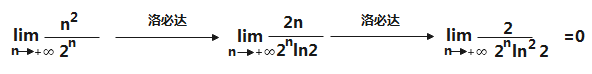 lim n→+∞ n²/2ⁿ 洛必达 → lim n→+∞ 2n/2ⁿln2 洛必达 → lim n→+∞ 2/2ⁿln²2 =0